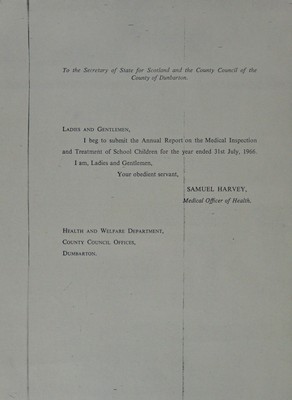 To the Secretary of State for Scotland and the County Council of the
County of Dunbarton.
LADIES AND GENTLEMEN,
I beg to submit the Annual Report on the Medical Inspection
and Treatment of School Children for the year ended 31st July, 1966.
I am, Ladies and Gentlemen,
Your obedient servant,
SAMUEL HARVEY,
Medical Officer of Health.
HEALTH AND WELFARE DEPARTMENT,
COUNTY COUNCIL OFFICES,
DUMBARTON.